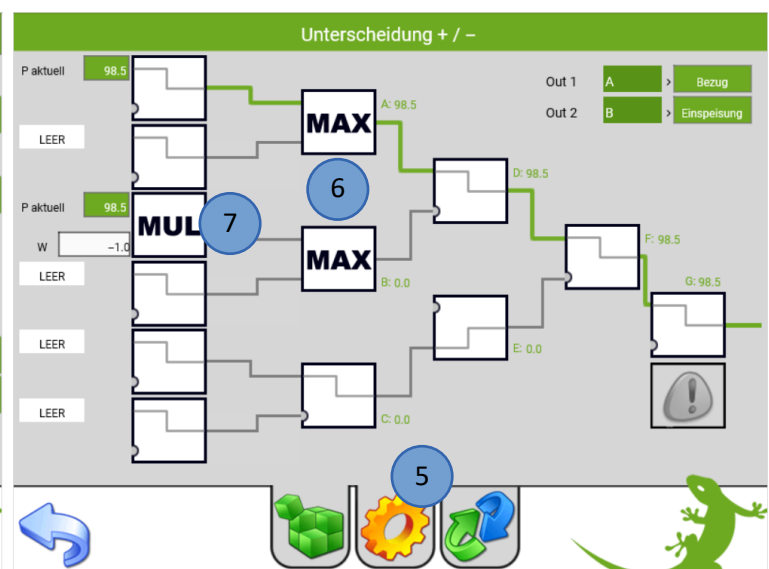 Unterscheidung + / −
P aktuell 98.5
Out 1 A > Bezug
A: 98.5
MAX
Out 2 B > Einspeisung
LEER
6
D: 98.5
P aktuell 98.5
MUL
7
W −1.0
MAX
F: 98.5
LEER
B: 0.0
G: 98.5
LEER
E: 0.0
LEER
C: 0.0
5